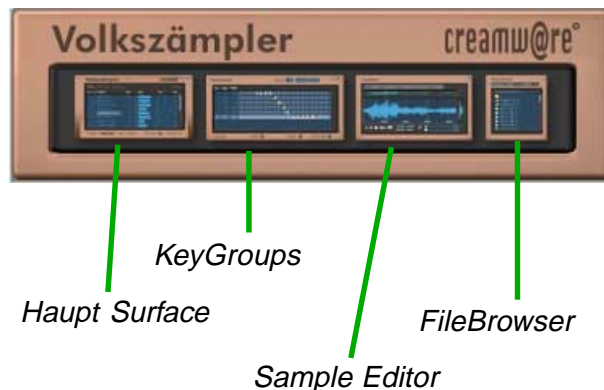 Volkszämpler
creamw@re°
KeyGroups
Haupt Surface
FileBrowser
Sample Editor